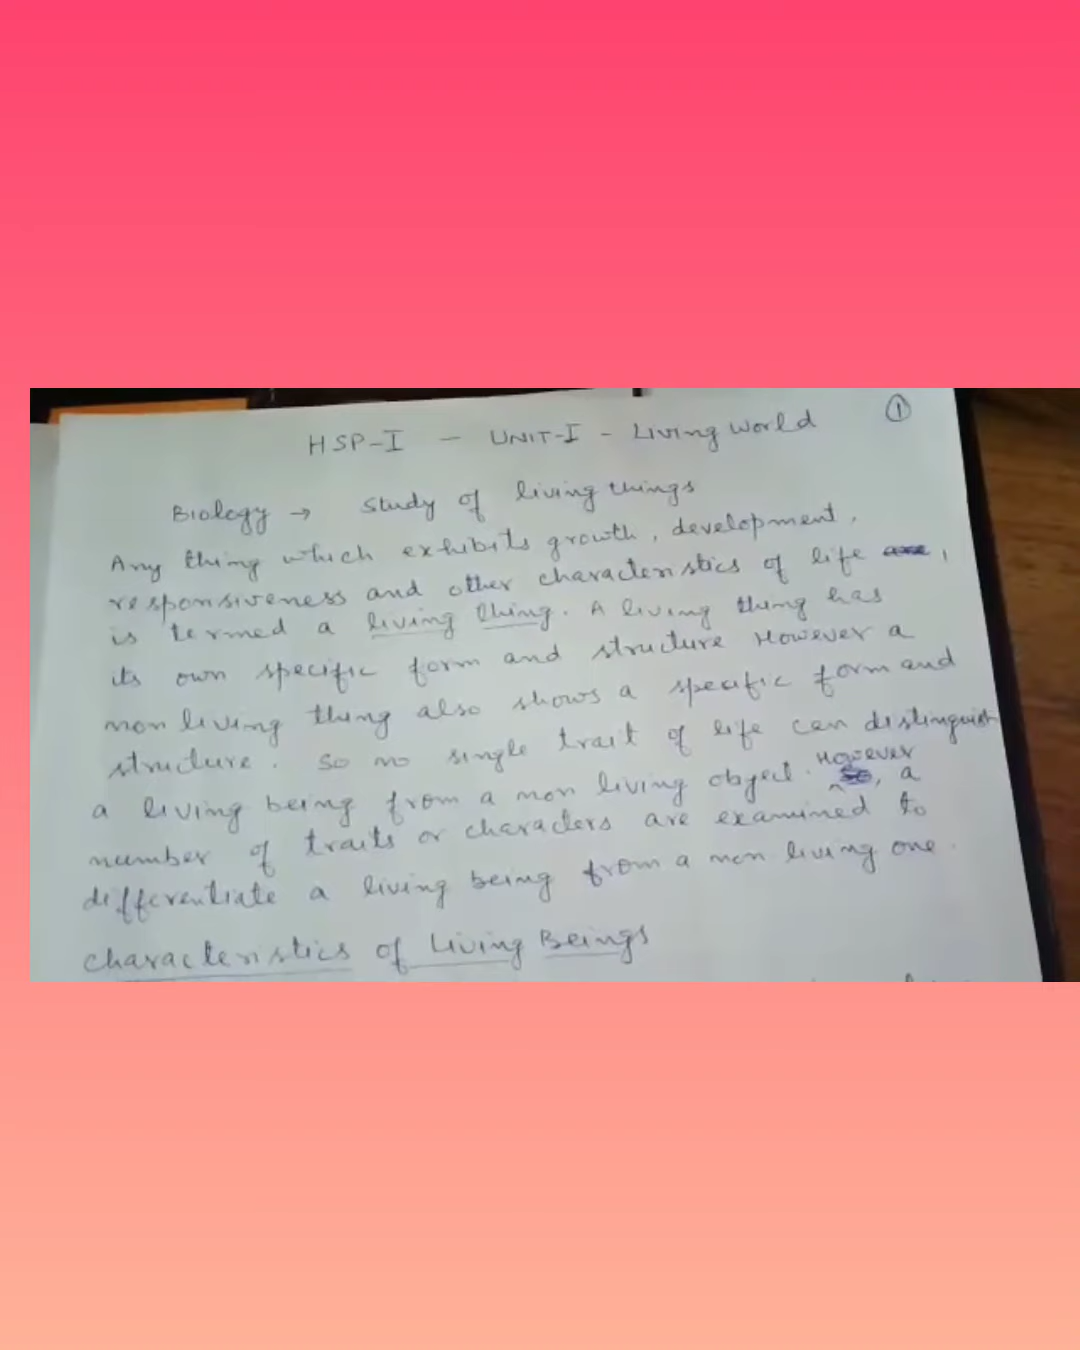 ①
HSP-I - UNIT-I - Living World
Biology → Study of living things
Any thing which exhibits growth, development,
responsiveness and other characteristics of life,
is termed a living thing. A living thing has
its own specific form and structure However a
non living thing also shows a specific form and
structure. So no single trait of life can distinguish
a living being from a non living object. However, a
number of traits or characters are examined to
differentiate a living being from a non living one.
Characteristics of Living Beings